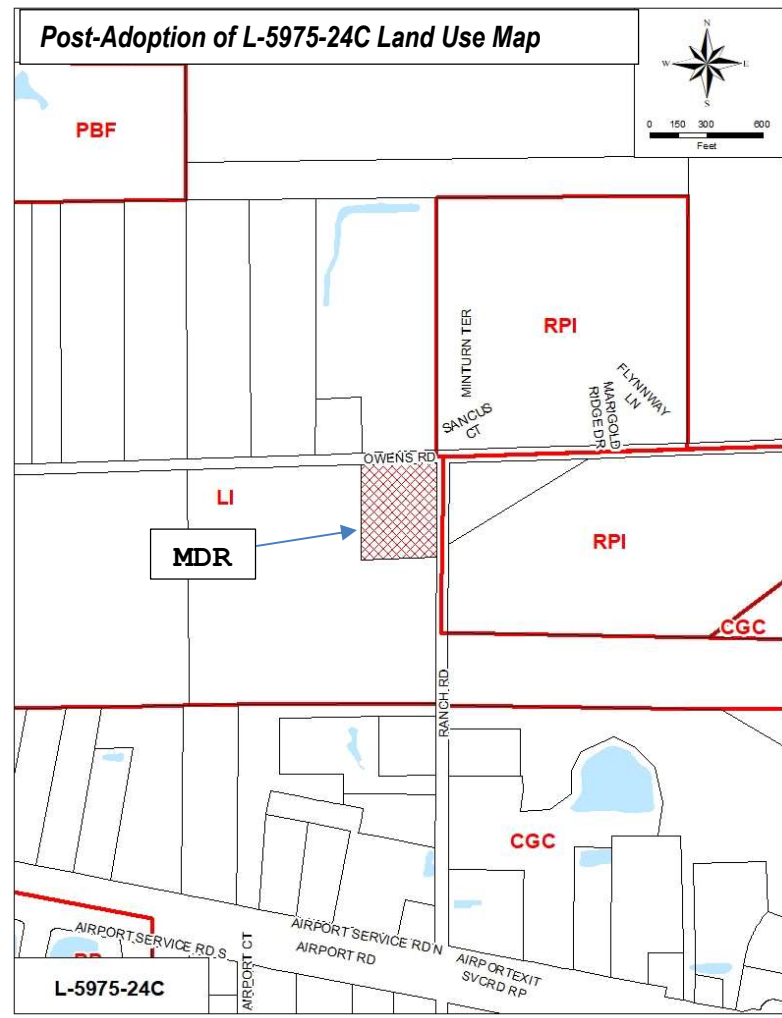 Post-Adoption of L-5975-24C Land Use Map
N
W
E
S
0 150 300 600
Feet
PBF
RPI
MINTURN TER
SANCUS
CT
FLYNNWAY
LN
MARIGOLD
RIDGE DR
OWENS RD
LI
MDR
RPI
CGC
RANCH RD
CGC
AIRPORT SERVICE RD S
AIRPORT CT
AIRPORT SERVICE RD N
AIRPORT RD
AIRPORTEXIT
SVCRD RP
L-5975-24C